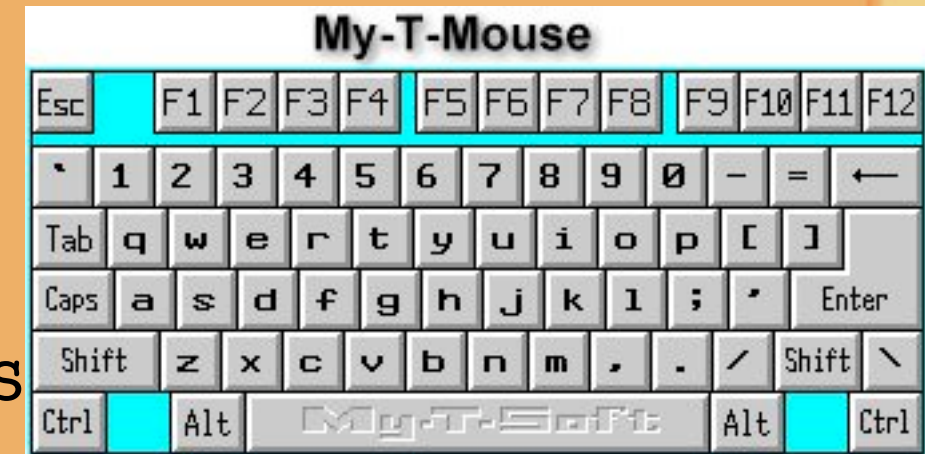 My-T-Mouse
Esc F1 F2 F3 F4 F5 F6 F7 F8 F9 F10 F11 F12
` 1 2 3 4 5 6 7 8 9 0 - = ←
Tab q w e r t y u i o p [ ]
Caps a s d f g h j k l ; ' Enter
Shift z x c v b n m , . / Shift \
s
Ctrl Alt My-T-Soft Alt Ctrl